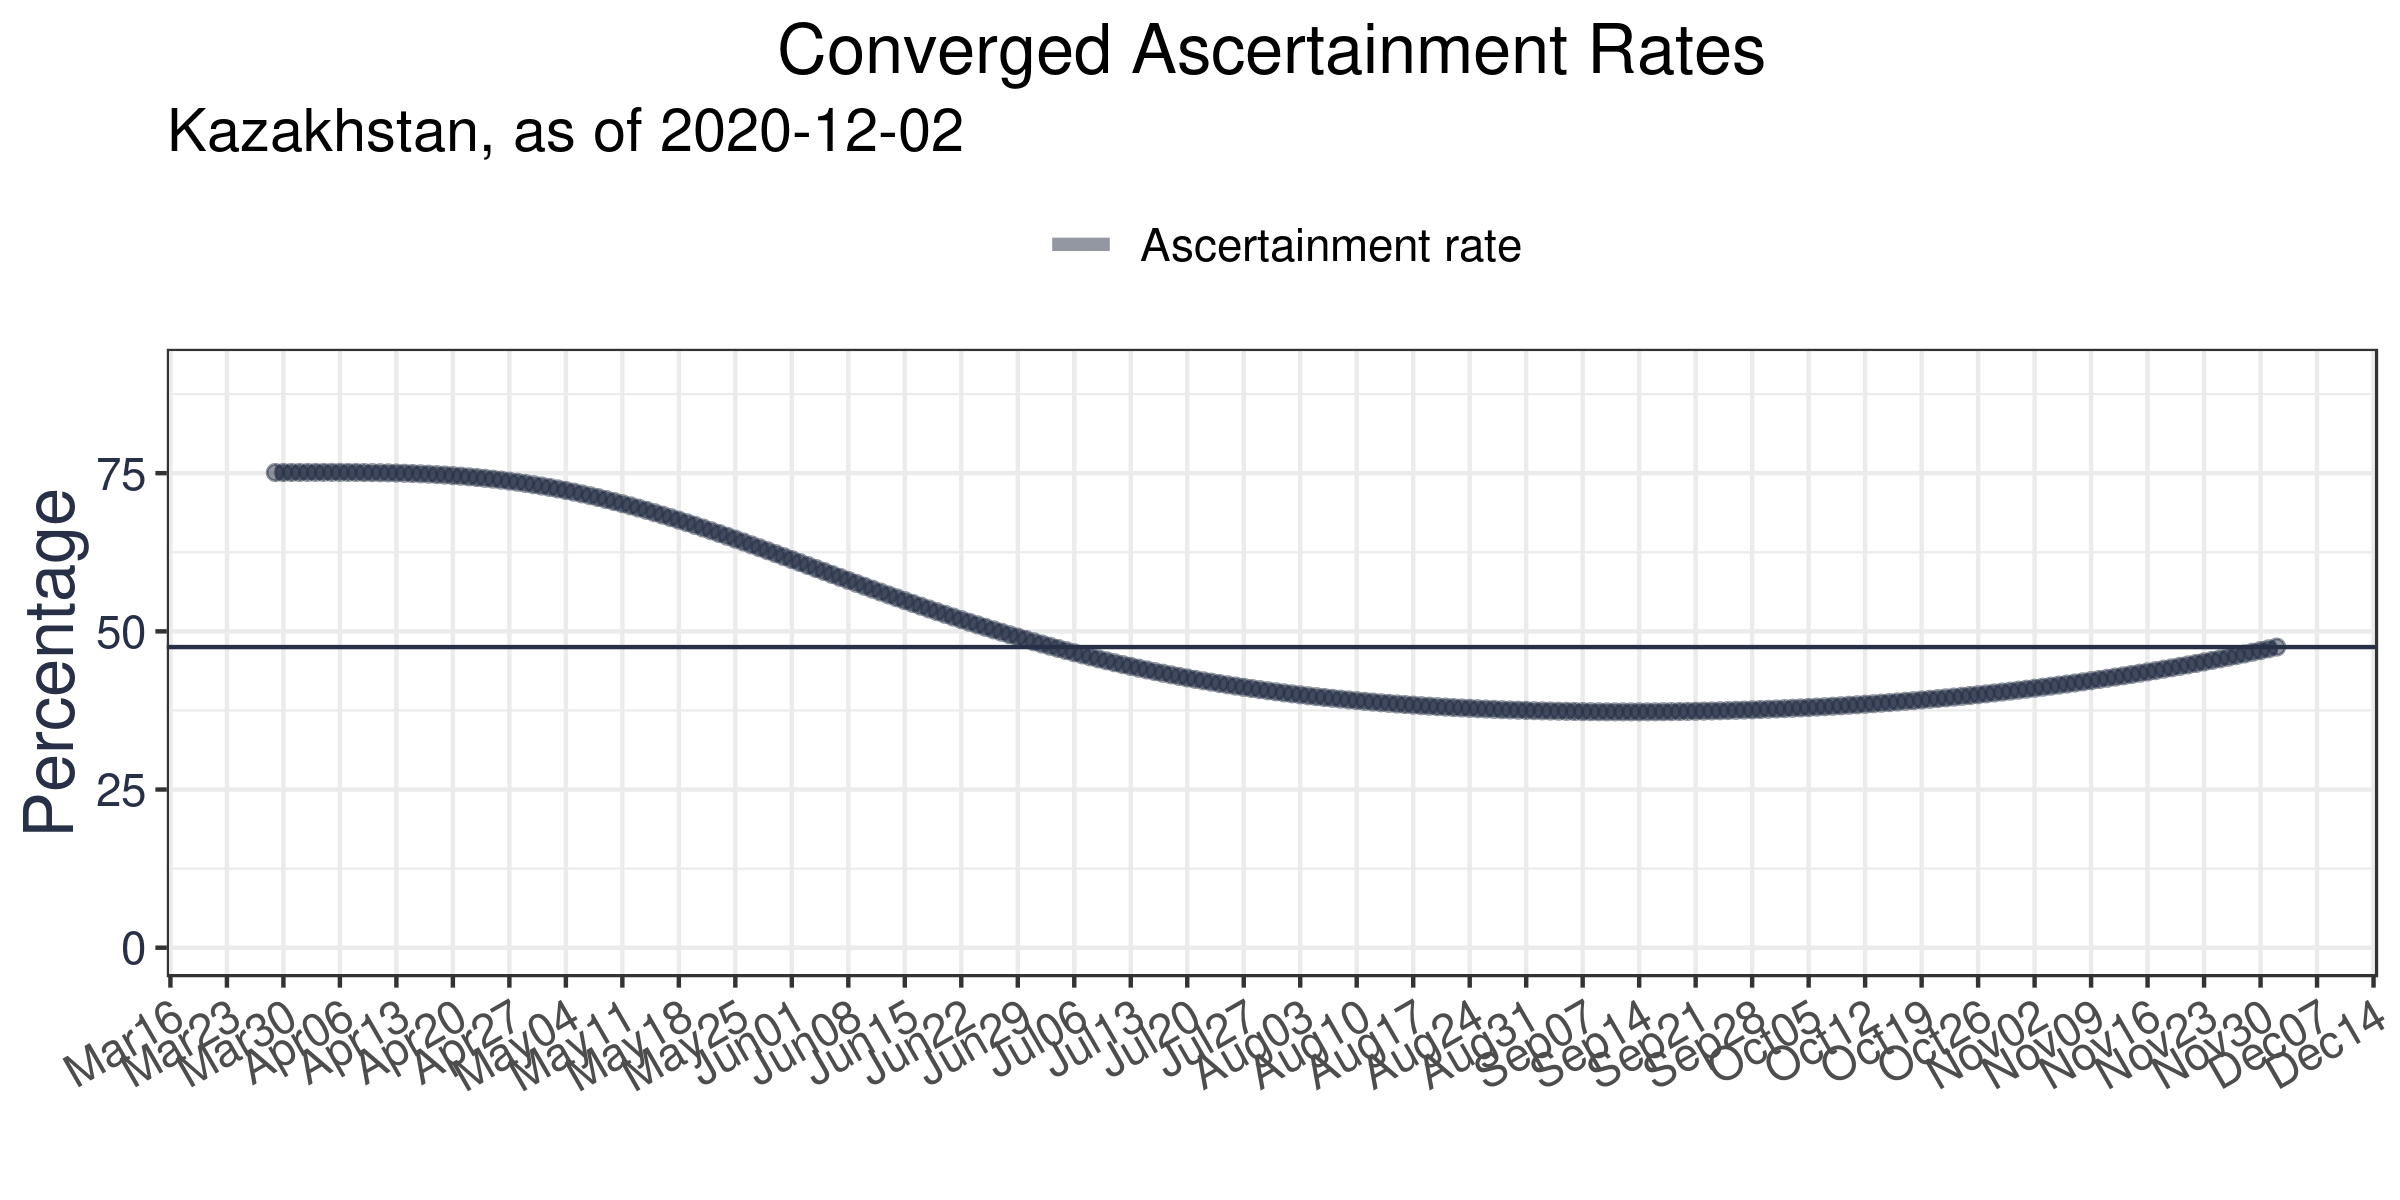 Converged Ascertainment Rates
Kazakhstan, as of 2020-12-02
Ascertainment rate
Percentage
75
50
25
0
Mar16 Mar23 Mar30 Apr06 Apr13 Apr20 Apr27 May04 May11 May18 May25 Jun01 Jun08 Jun15 Jun22 Jun29 Jul06 Jul13 Jul20 Jul27 Aug03 Aug10 Aug17 Aug24 Aug31 Sep07 Sep14 Sep21 Sep28 Oct05 Oct12 Oct19 Oct26 Nov02 Nov09 Nov16 Nov23 Nov30 Dec07 Dec14